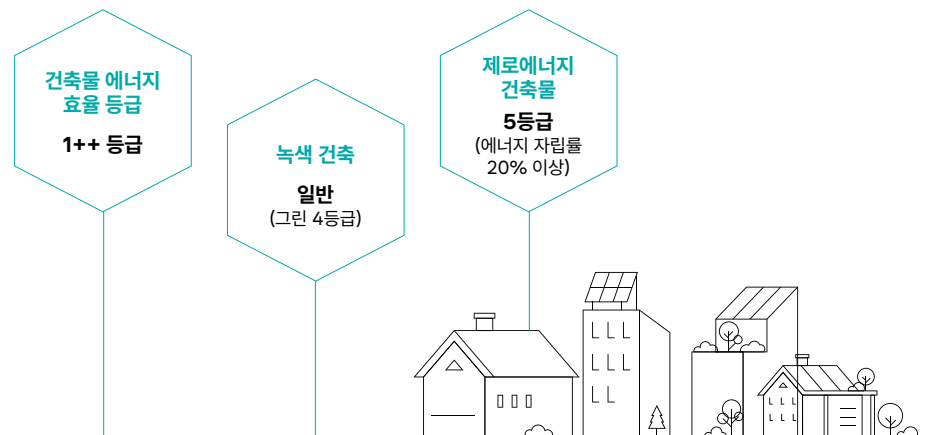 건축물 에너지
효율 등급
1++ 등급
녹색 건축
일반
(그린 4등급)
제로에너지
건축물
5등급
(에너지 자립률
20% 이상)